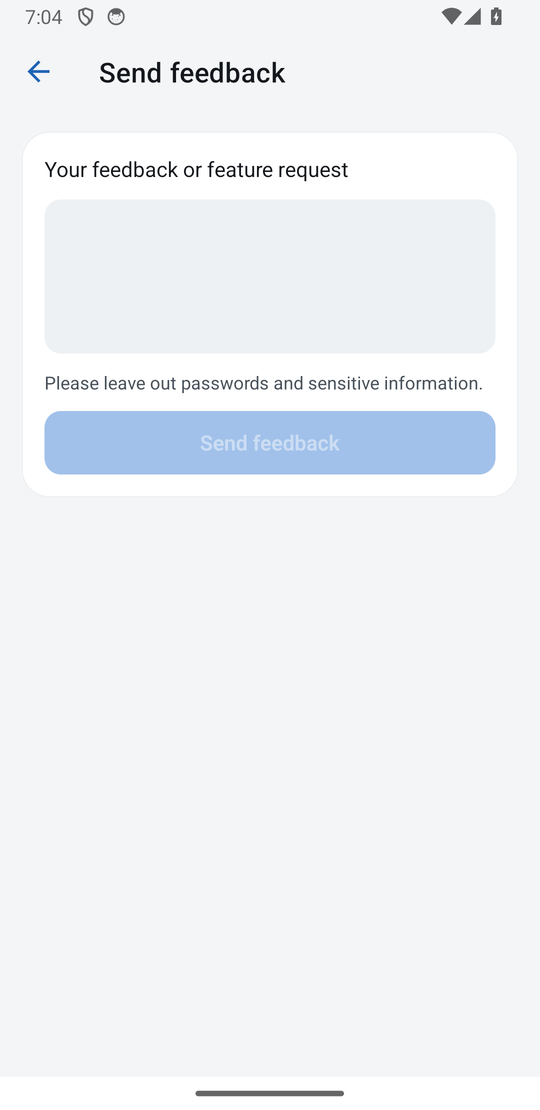 7:04
Send feedback
Your feedback or feature request
Please leave out passwords and sensitive information.
Send feedback